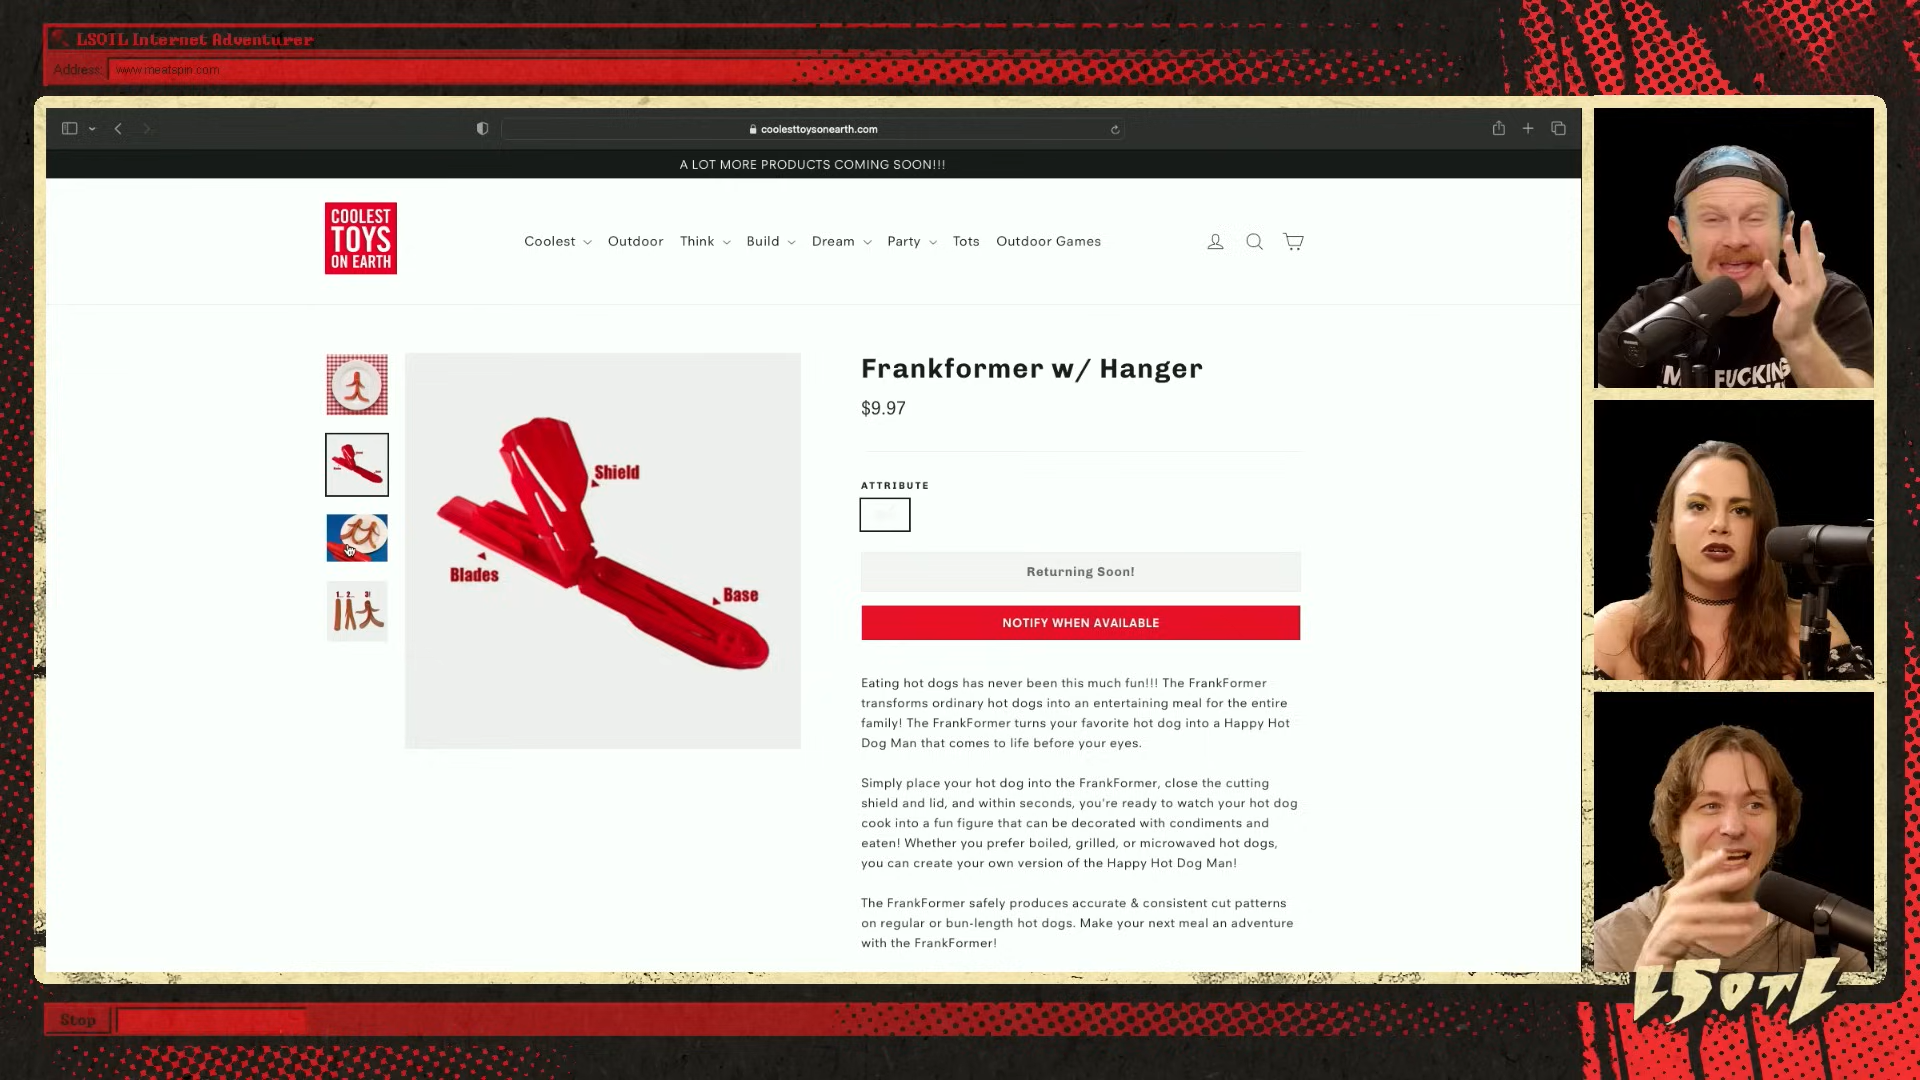 LSOTL Internet Adventurer
Address: www.meatspin.com
coolesttoysonearth.com
A LOT MORE PRODUCTS COMING SOON!!!
COOLEST
TOYS
ON EARTH
Coolest Outdoor Think Build Dream Party Tots Outdoor Games
Frankformer w/ Hanger
$9.97
Shield
Blades
Base
1... 2... 3!
ATTRIBUTE
Returning Soon!
NOTIFY WHEN AVAILABLE
Eating hot dogs has never been this much fun!!! The FrankFormer
transforms ordinary hot dogs into an entertaining meal for the entire
family! The FrankFormer turns your favorite hot dog into a Happy Hot
Dog Man that comes to life before your eyes.
Simply place your hot dog into the FrankFormer, close the cutting
shield and lid, and within seconds, you're ready to watch your hot dog
cook into a fun figure that can be decorated with condiments and
eaten! Whether you prefer boiled, grilled, or microwaved hot dogs,
you can create your own version of the Happy Hot Dog Man!
The FrankFormer safely produces accurate & consistent cut patterns
on regular or bun-length hot dogs. Make your next meal an adventure
with the FrankFormer!
FUCKING
LSOTL
Stop